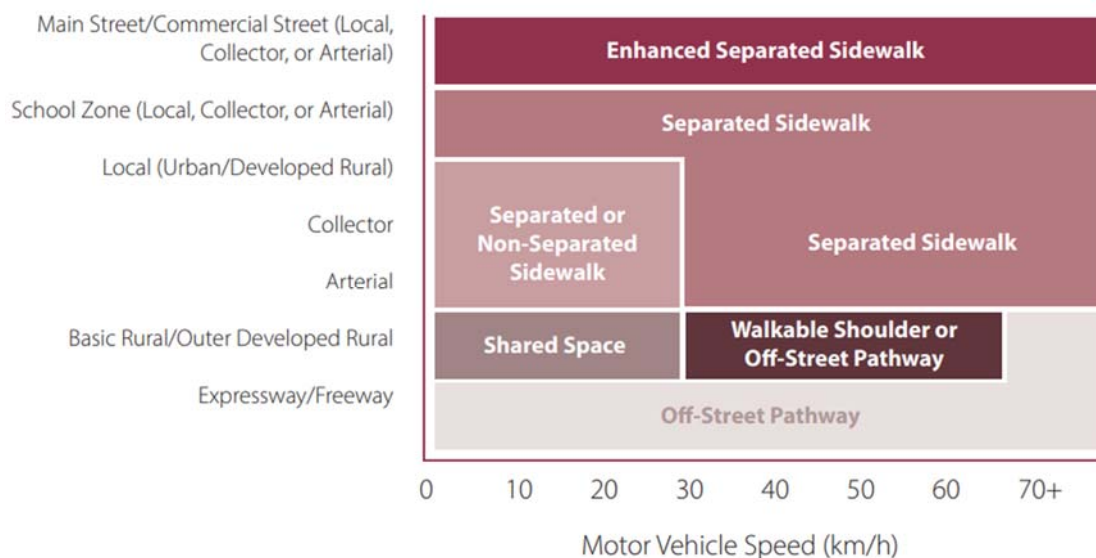 Main Street/Commercial Street (Local,
Collector, or Arterial)
Enhanced Separated Sidewalk
School Zone (Local, Collector, or Arterial)
Separated Sidewalk
Local (Urban/Developed Rural)
Collector
Separated or
Non-Separated
Sidewalk
Separated Sidewalk
Arterial
Basic Rural/Outer Developed Rural
Shared Space
Walkable Shoulder or
Off-Street Pathway
Expressway/Freeway
Off-Street Pathway
0 10 20 30 40 50 60 70+
Motor Vehicle Speed (km/h)